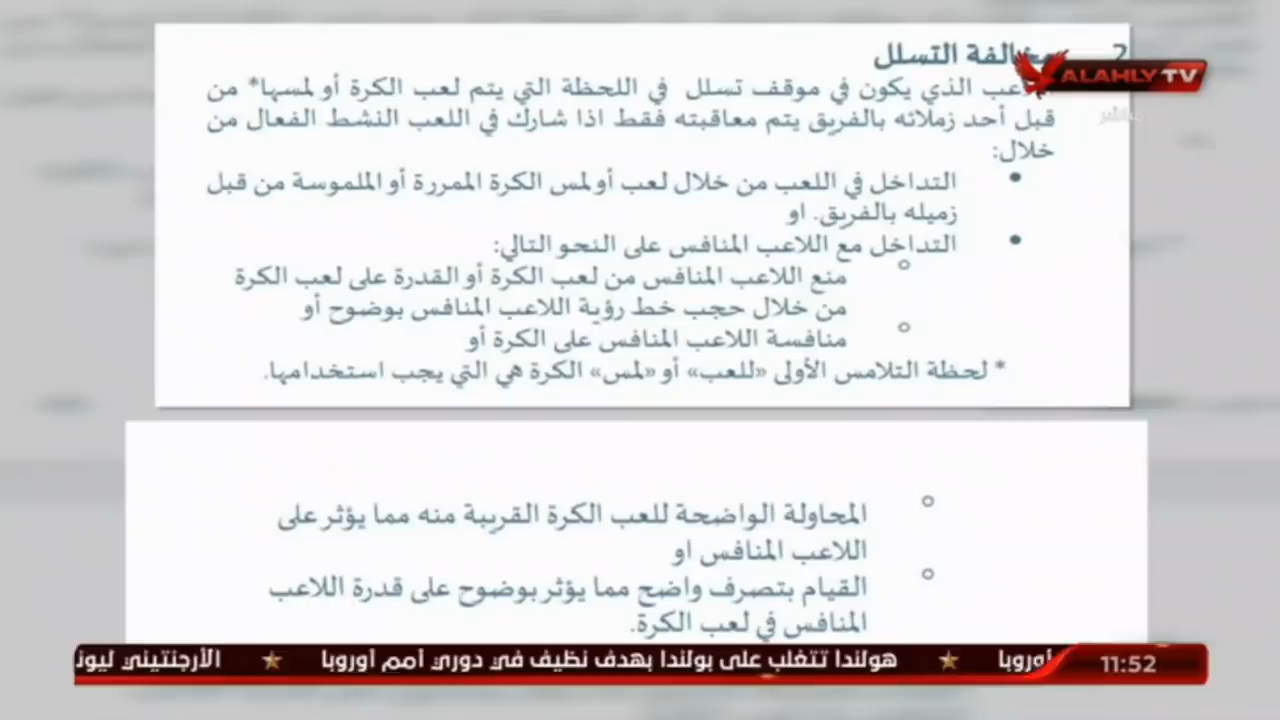 2 مخالفة التسلل
ALAHLY TV
اللاعب الذي يكون في موقف تسلل في اللحظة التي يتم لعب الكرة أو لمسها* من
مباشر
قبل أحد زملائه بالفريق يتم معاقبته فقط اذا شارك في اللعب النشط الفعال من
خلال:
• التداخل في اللعب من خلال لعب أو لمس الكرة الممررة أو الملموسة من قبل
زميله بالفريق. او
• التداخل مع اللاعب المنافس على النحو التالي:
○ منع اللاعب المنافس من لعب الكرة أو القدرة على لعب الكرة
من خلال حجب خط رؤية اللاعب المنافس بوضوح أو
○ منافسة اللاعب المنافس على الكرة أو
* لحظة التلامس الأولى «للعب» أو «لمس» الكرة هي التي يجب استخدامها.
○ المحاولة الواضحة للعب الكرة القريبة منه مما يؤثر على
اللاعب المنافس او
○ القيام بتصرف واضح مما يؤثر بوضوح على قدرة اللاعب
المنافس في لعب الكرة.
11:52 أوروبا ★ هولندا تتغلب على بولندا بهدف نظيف في دوري أمم أوروبا ★ الأرجنتيني ليون